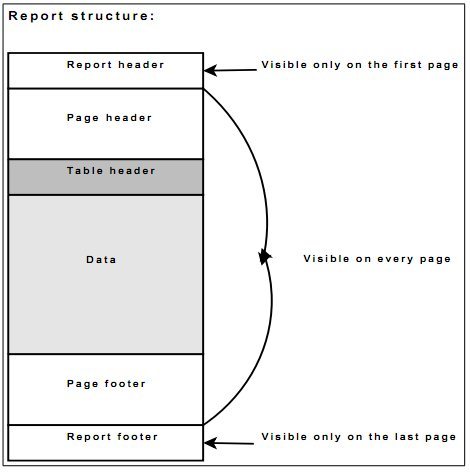 Report structure:
Report header
Visible only on the first page
Page header
Table header
Data
Visible on every page
Page footer
Report footer
Visible only on the last page